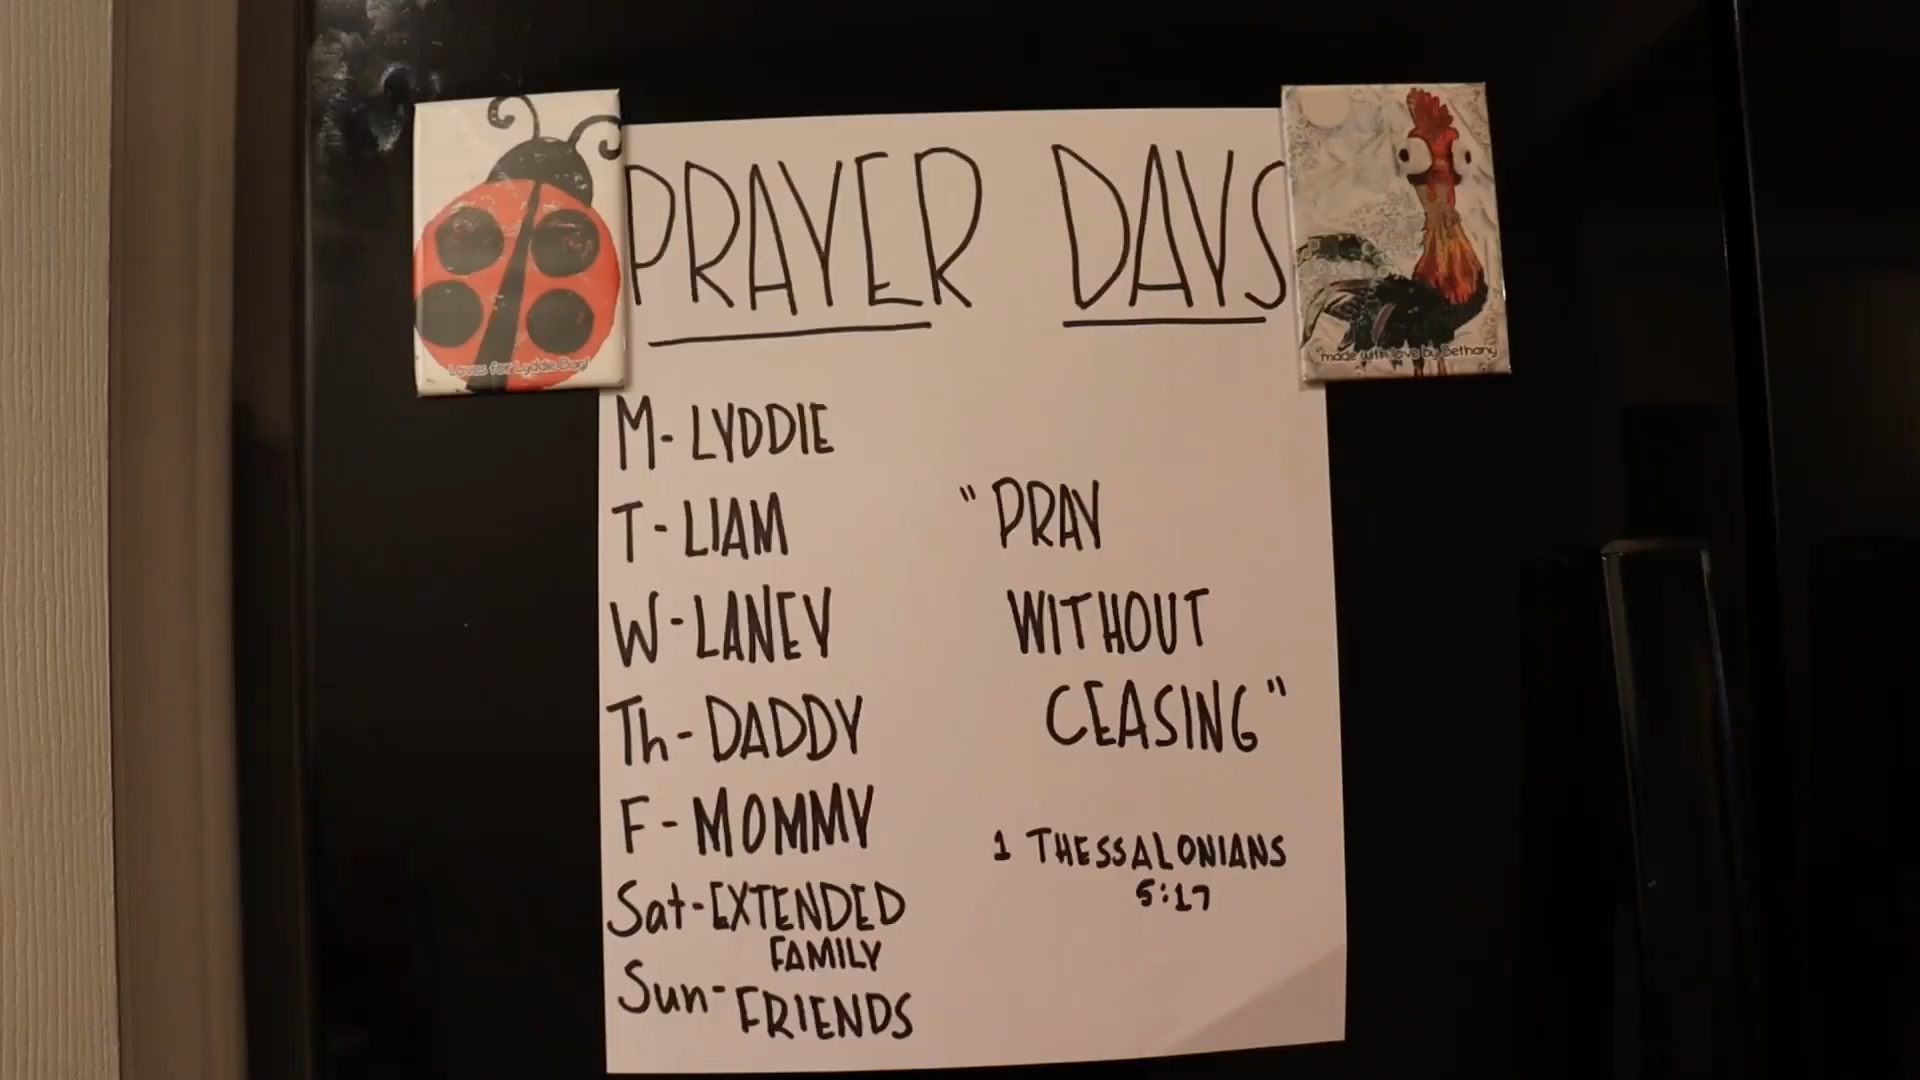 PRAYER DAYS
M- LYDDIE
T - LIAM
W - LANEY
Th - DADDY
F - MOMMY
Sat - EXTENDED
FAMILY
Sun - FRIENDS
" PRAY
WITHOUT
CEASING "
1 THESSALONIANS
5:17
Loves for Lyddie Bug!
made with love by Bethany